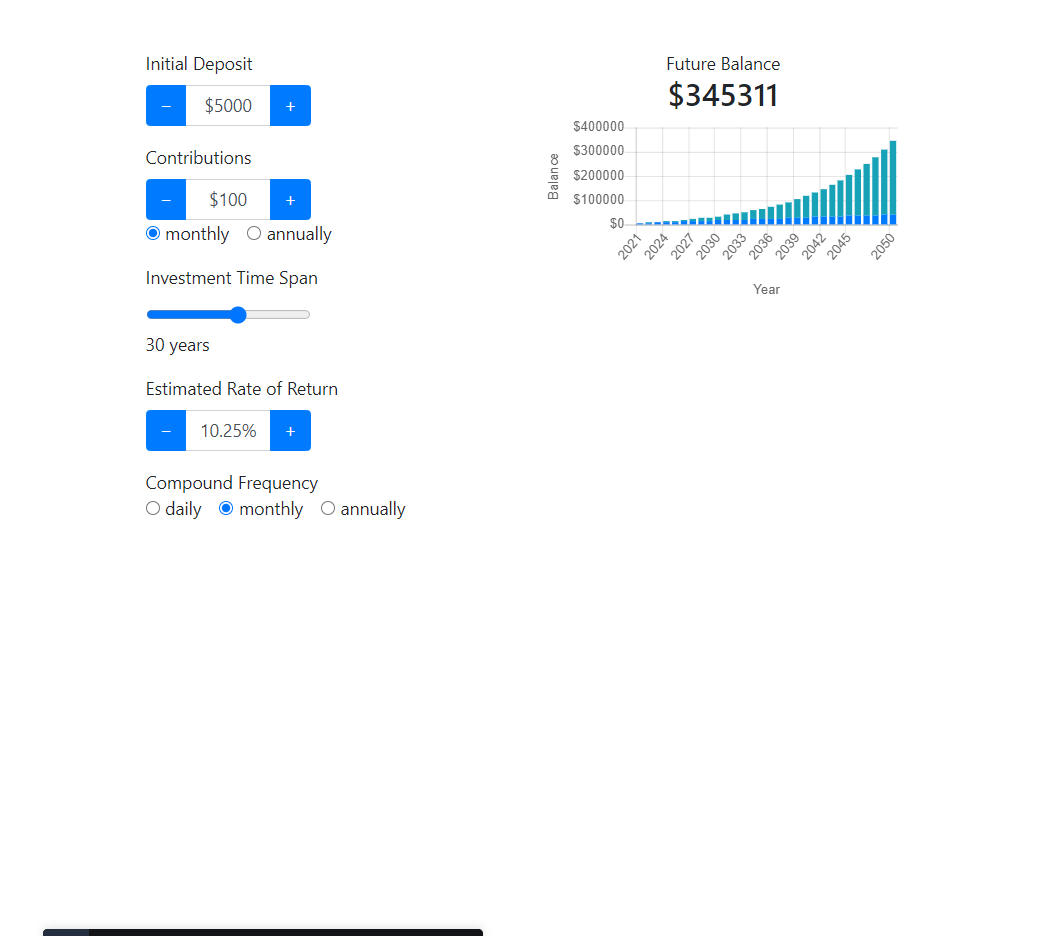 Initial Deposit
− $5000 +
Contributions
− $100 +
monthly annually
Investment Time Span
30 years
Estimated Rate of Return
− 10.25% +
Compound Frequency
daily monthly annually
Future Balance
$345311
Balance
$400000
$300000
$200000
$100000
$0
2021 2024 2027 2030 2033 2036 2039 2042 2045 2050
Year